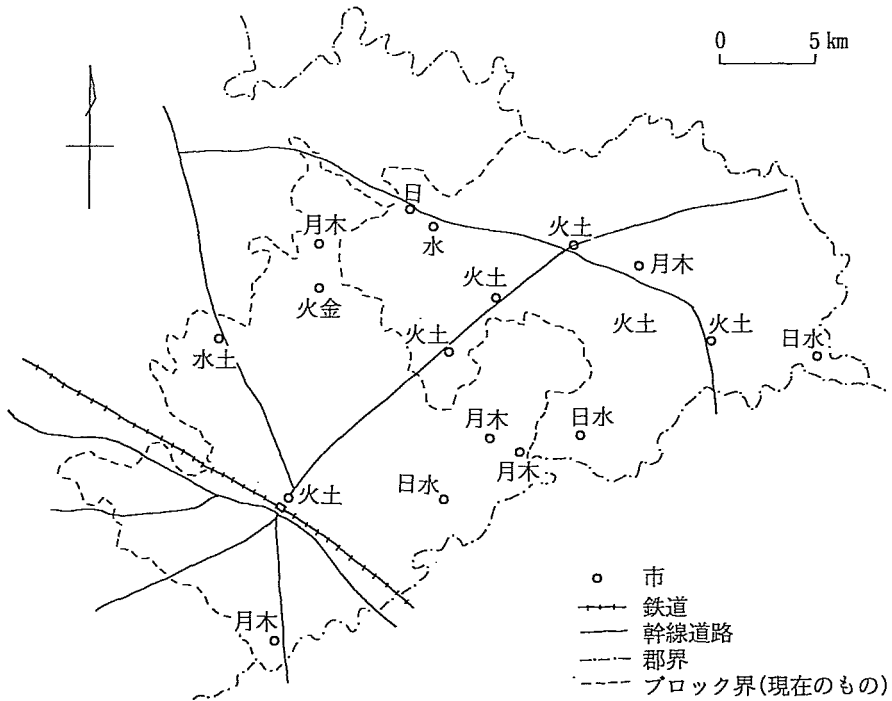 0 5 km
日
水
月木
火土
月木
火金
火土
火土
火土
水土
火土
日水
月木
日水
月木
日水
火土
月木
市
鉄道
幹線道路
郡界
ブロック界(現在のもの)